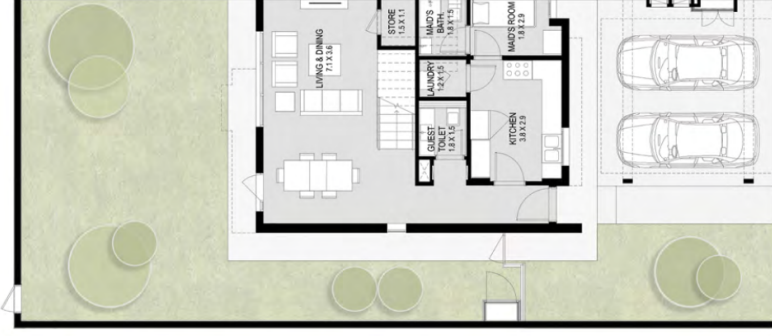 LIVING & DINING
7.1 X 3.6
STORE
1.5 X 1.1
MAID'S
BATH.
1.8 X 1.5
MAID'S ROOM
1.8 X 2.9
LAUNDRY
1.2 X 1.5
GUEST
TOILET
1.8 X 1.5
KITCHEN
3.8 X 2.9